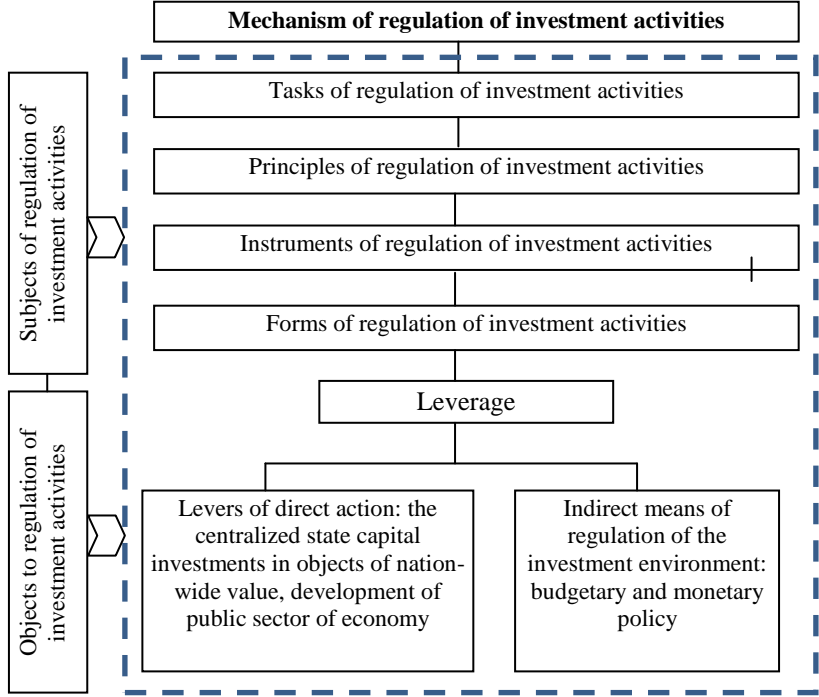 Mechanism of regulation of investment activities
Subjects of regulation of
investment activities
Tasks of regulation of investment activities
Principles of regulation of investment activities
Instruments of regulation of investment activities
Forms of regulation of investment activities
Leverage
Objects to regulation of
investment activities
Levers of direct action: the
centralized state capital
investments in objects of nation-
wide value, development of
public sector of economy
Indirect means of
regulation of the
investment environment:
budgetary and monetary
policy